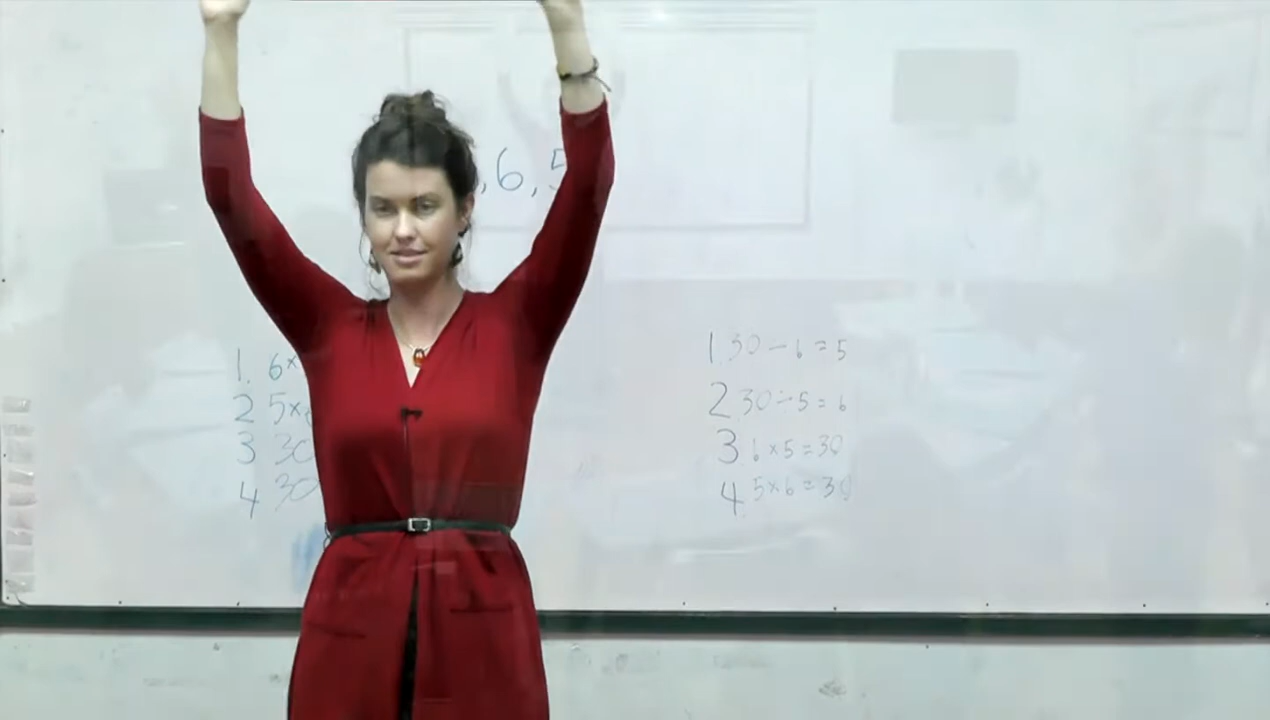 , 6, 5
1. 6×
2 5×
3 30
4 30
1. 30 ÷ 6 = 5
2. 30 ÷ 5 = 6
3. 6 × 5 = 30
4. 5 × 6 = 30